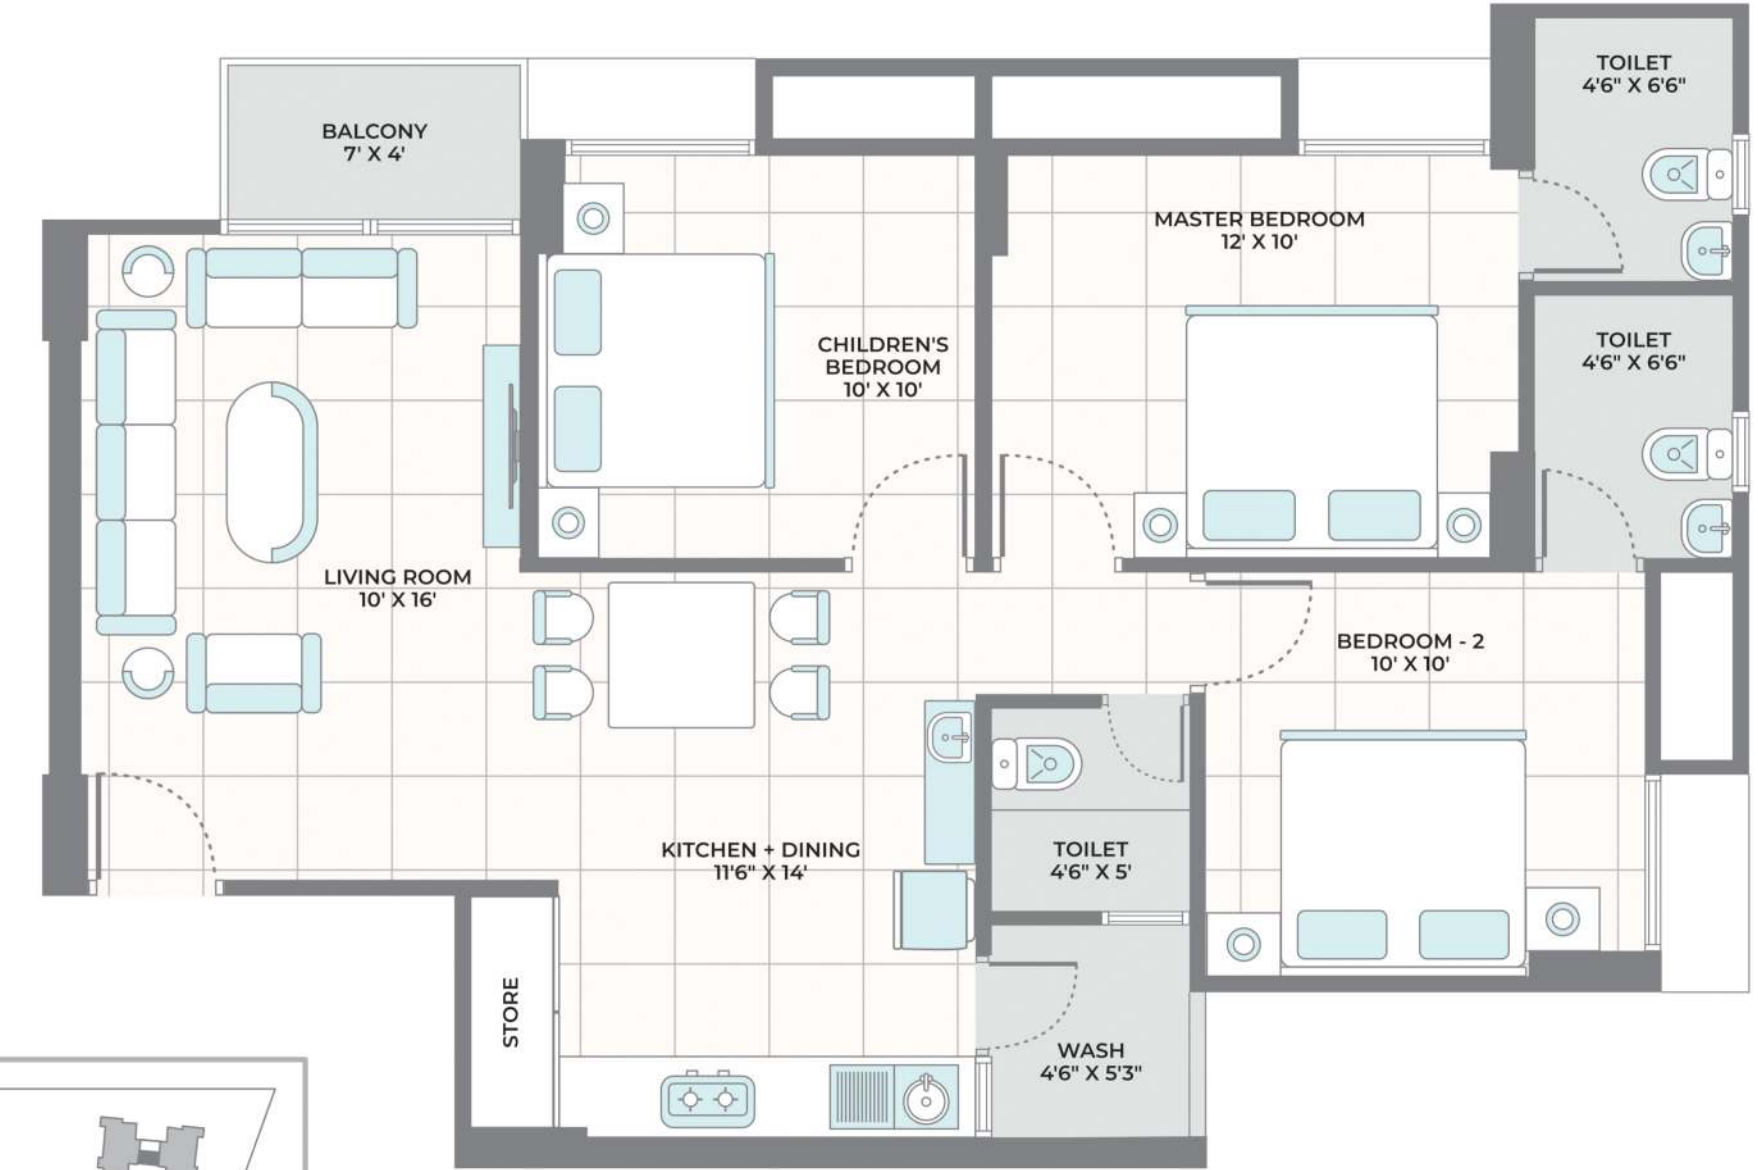 TOILET
4'6" X 6'6"
BALCONY
7' X 4'
MASTER BEDROOM
12' X 10'
CHILDREN'S
BEDROOM
10' X 10'
TOILET
4'6" X 6'6"
LIVING ROOM
10' X 16'
BEDROOM - 2
10' X 10'
KITCHEN + DINING
11'6" X 14'
TOILET
4'6" X 5'
STORE
WASH
4'6" X 5'3"